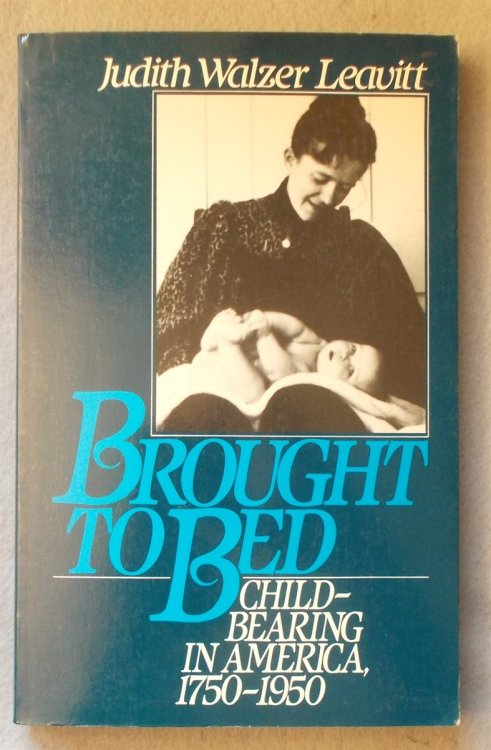 Judith Walzer Leavitt
BROUGHT
TO BED
CHILD-
BEARING
IN AMERICA,
1750-1950